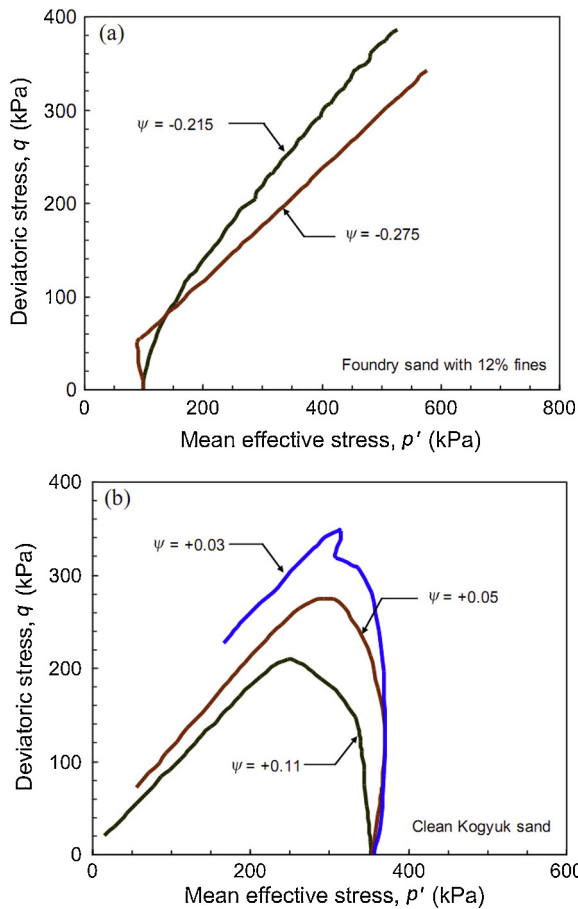 (a)
400
300
200
100
0
Deviatoric stress, q (kPa)
ψ = -0.215
ψ = -0.275
Foundry sand with 12% fines
0 200 400 600 800
Mean effective stress, p' (kPa)
(b)
400
300
200
100
0
Deviatoric stress, q (kPa)
ψ = +0.03
ψ = +0.05
ψ = +0.11
Clean Kogyuk sand
0 200 400 600
Mean effective stress, p' (kPa)